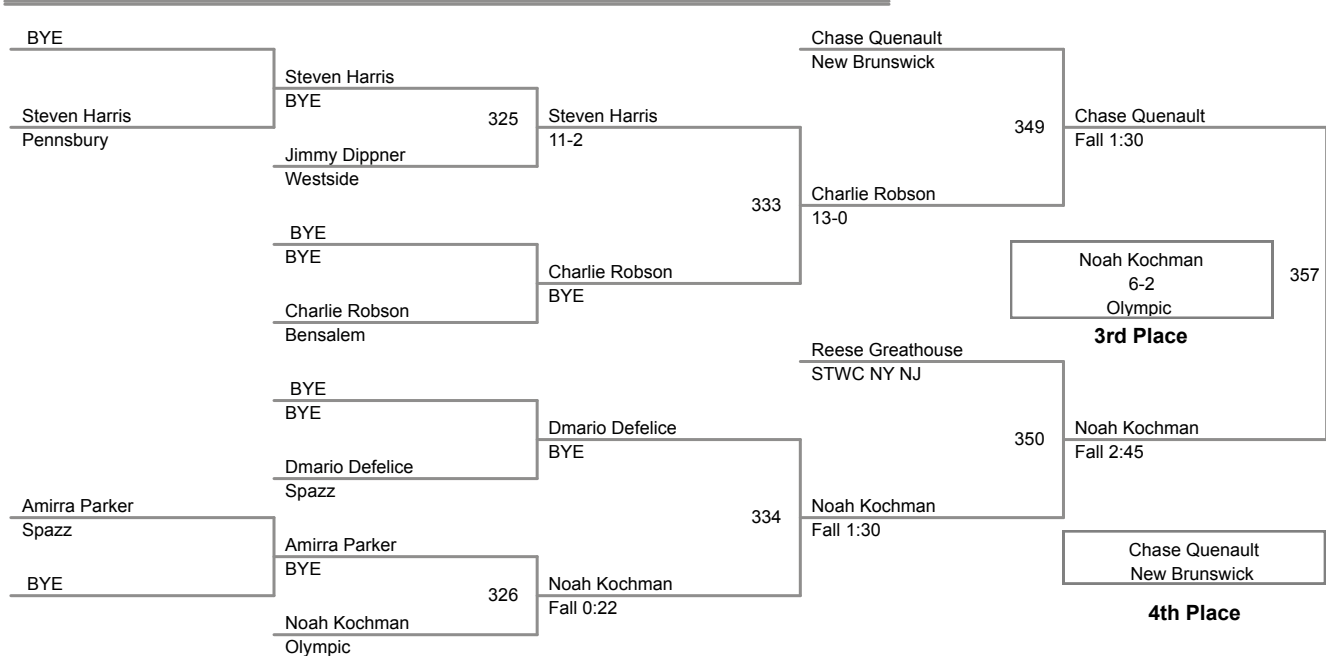 BYE
Steven Harris
Pennsbury
Amirra Parker
Spazz
BYE
Steven Harris
BYE
325
Jimmy Dippner
Westside
BYE
BYE
Charlie Robson
Bensalem
BYE
BYE
Dmario Defelice
Spazz
Amirra Parker
BYE
326
Noah Kochman
Olympic
Steven Harris
11-2
333
Charlie Robson
BYE
Dmario Defelice
BYE
334
Noah Kochman
Fall 0:22
Chase Quenault
New Brunswick
349
Charlie Robson
13-0
Reese Greathouse
STWC NY NJ
350
Noah Kochman
Fall 1:30
Chase Quenault
Fall 1:30
Noah Kochman
6-2
Olympic
357
3rd Place
Noah Kochman
Fall 2:45
Chase Quenault
New Brunswick
4th Place